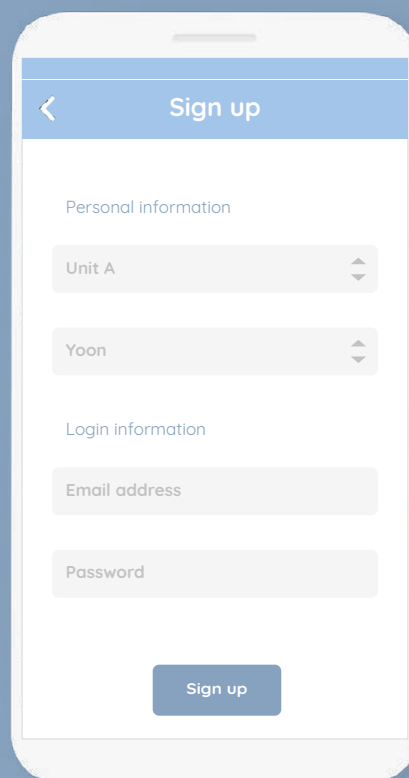 Sign up
Personal information
Unit A
Yoon
Login information
Email address
Password
Sign up